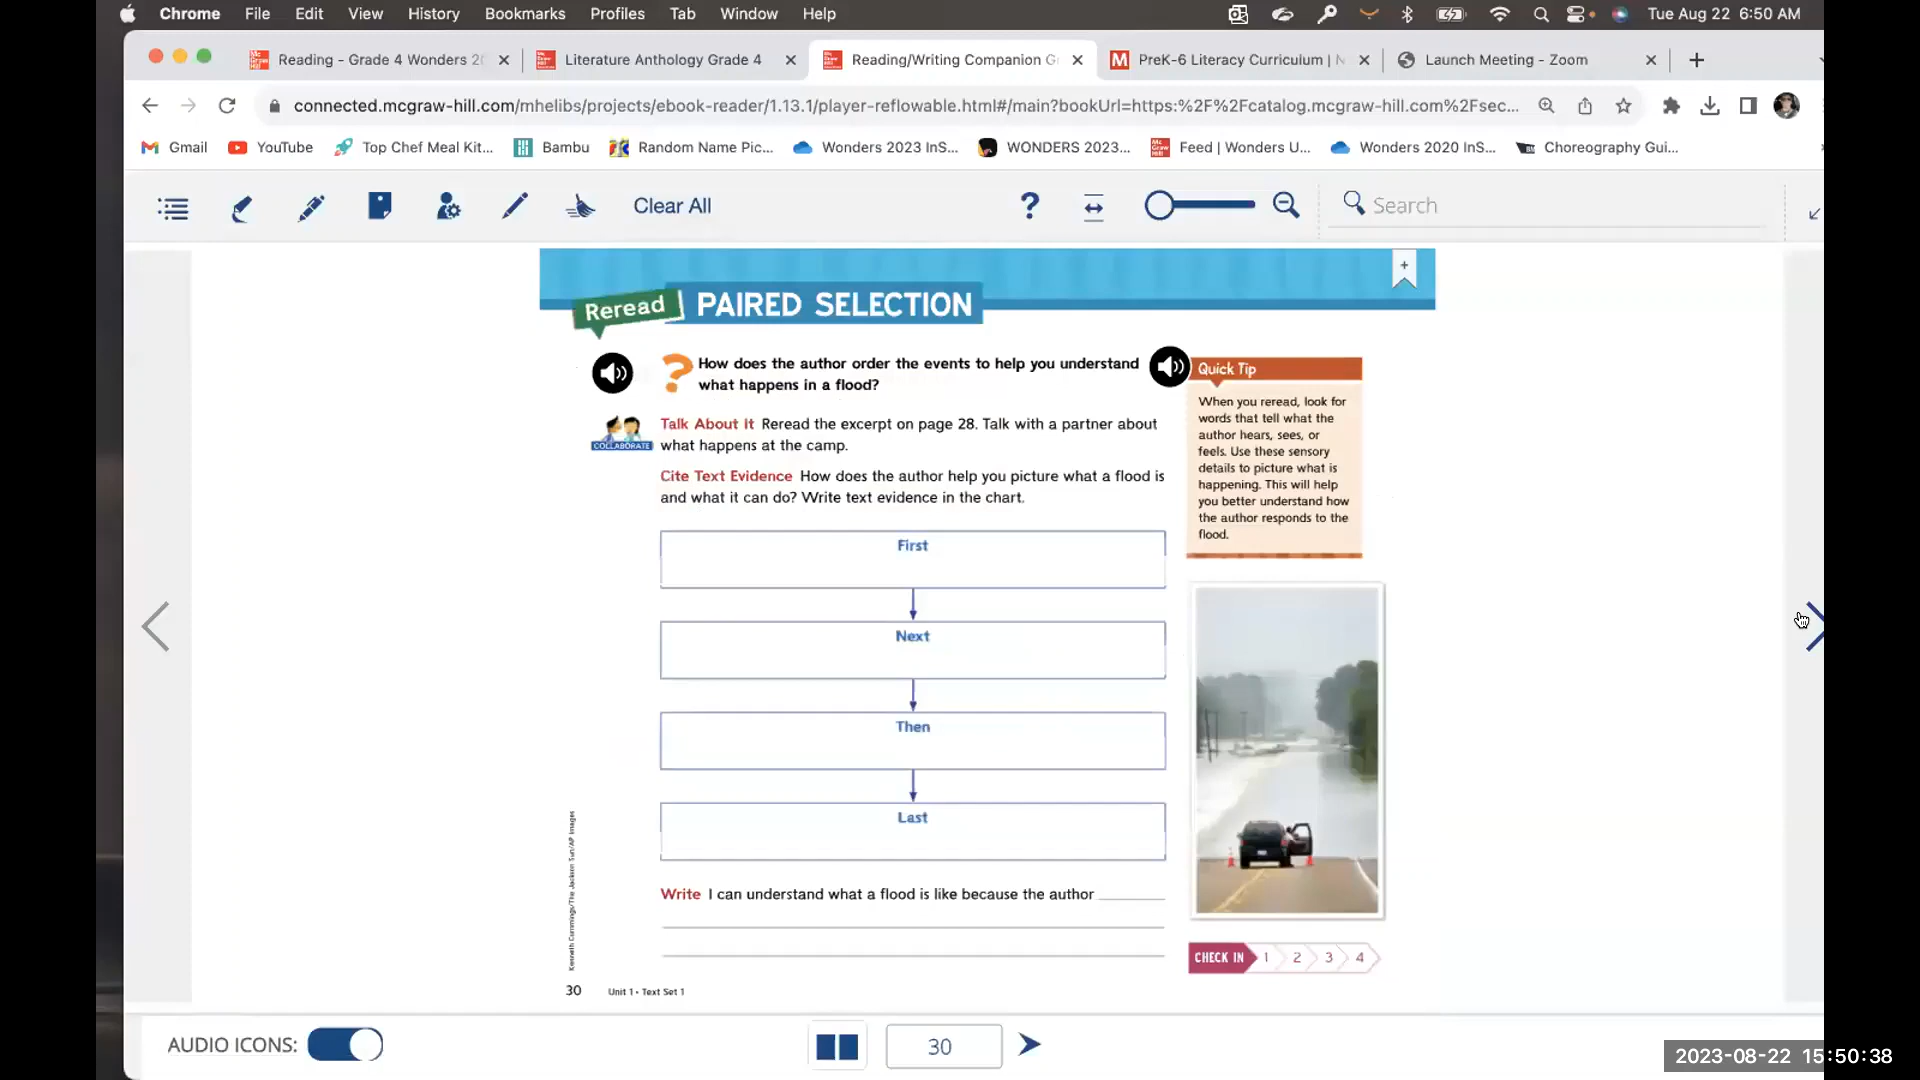 Chrome File Edit View History Bookmarks Profiles Tab Window Help Tue Aug 22 6:50 AM
Reading - Grade 4 Wonders 2 Literature Anthology Grade 4 Reading/Writing Companion G PreK-6 Literacy Curriculum | Launch Meeting - Zoom
connected.mcgraw-hill.com/mhelibs/projects/ebook-reader/1.13.1/player-reflowable.html#/main?bookUrl=https:%2F%2Fcatalog.mcgraw-hill.com%2Fsec...
Gmail YouTube Top Chef Meal Kit... Bambu Random Name Pic... Wonders 2023 InS... WONDERS 2023... Feed | Wonders U... Wonders 2020 InS... Choreography Gui...
Clear All ? Search
Reread PAIRED SELECTION
? How does the author order the events to help you understand
what happens in a flood?
COLLABORATE
Talk About It Reread the excerpt on page 28. Talk with a partner about
what happens at the camp.
Cite Text Evidence How does the author help you picture what a flood is
and what it can do? Write text evidence in the chart.
First
Next
Then
Last
Write I can understand what a flood is like because the author
Quick Tip
When you reread, look for
words that tell what the
author hears, sees, or
feels. Use these sensory
details to picture what is
happening. This will help
you better understand how
the author responds to the
flood.
CHECK IN 1 2 3 4
Kenneth Cummings/The Jackson Sun/AP Images
30 Unit 1 • Text Set 1
AUDIO ICONS: 30
2023-08-22 15:50:38